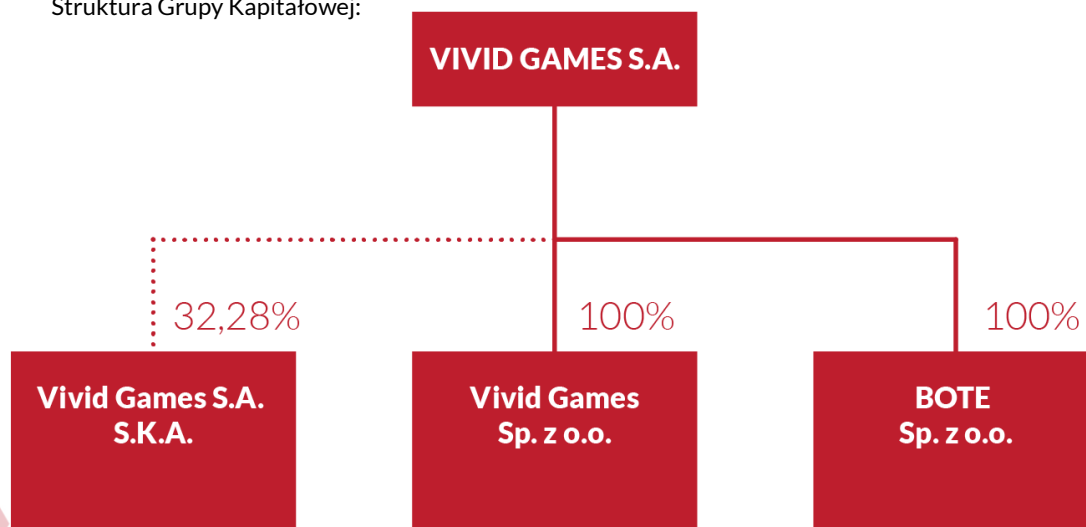 Struktura Grupy Kapitałowej:
VIVID GAMES S.A.
32,28%
100%
100%
Vivid Games S.A.
S.K.A.
Vivid Games
Sp. z o.o.
BOTE
Sp. z o.o.